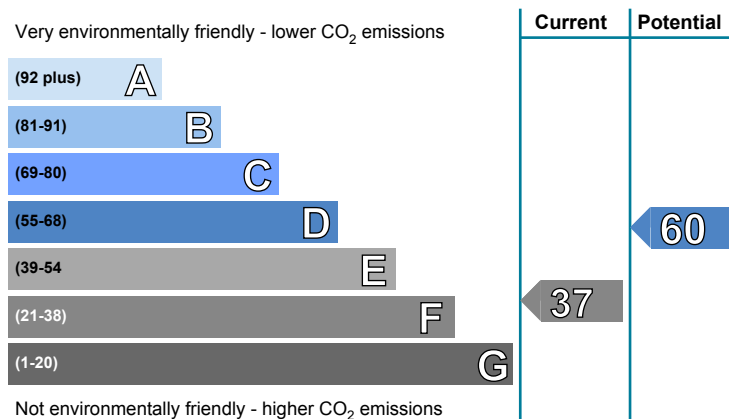 Very environmentally friendly - lower CO2 emissions
Current
Potential
(92 plus) A
(81-91) B
(69-80) C
(55-68) D
60
(39-54 E
37
(21-38) F
(1-20) G
Not environmentally friendly - higher CO2 emissions